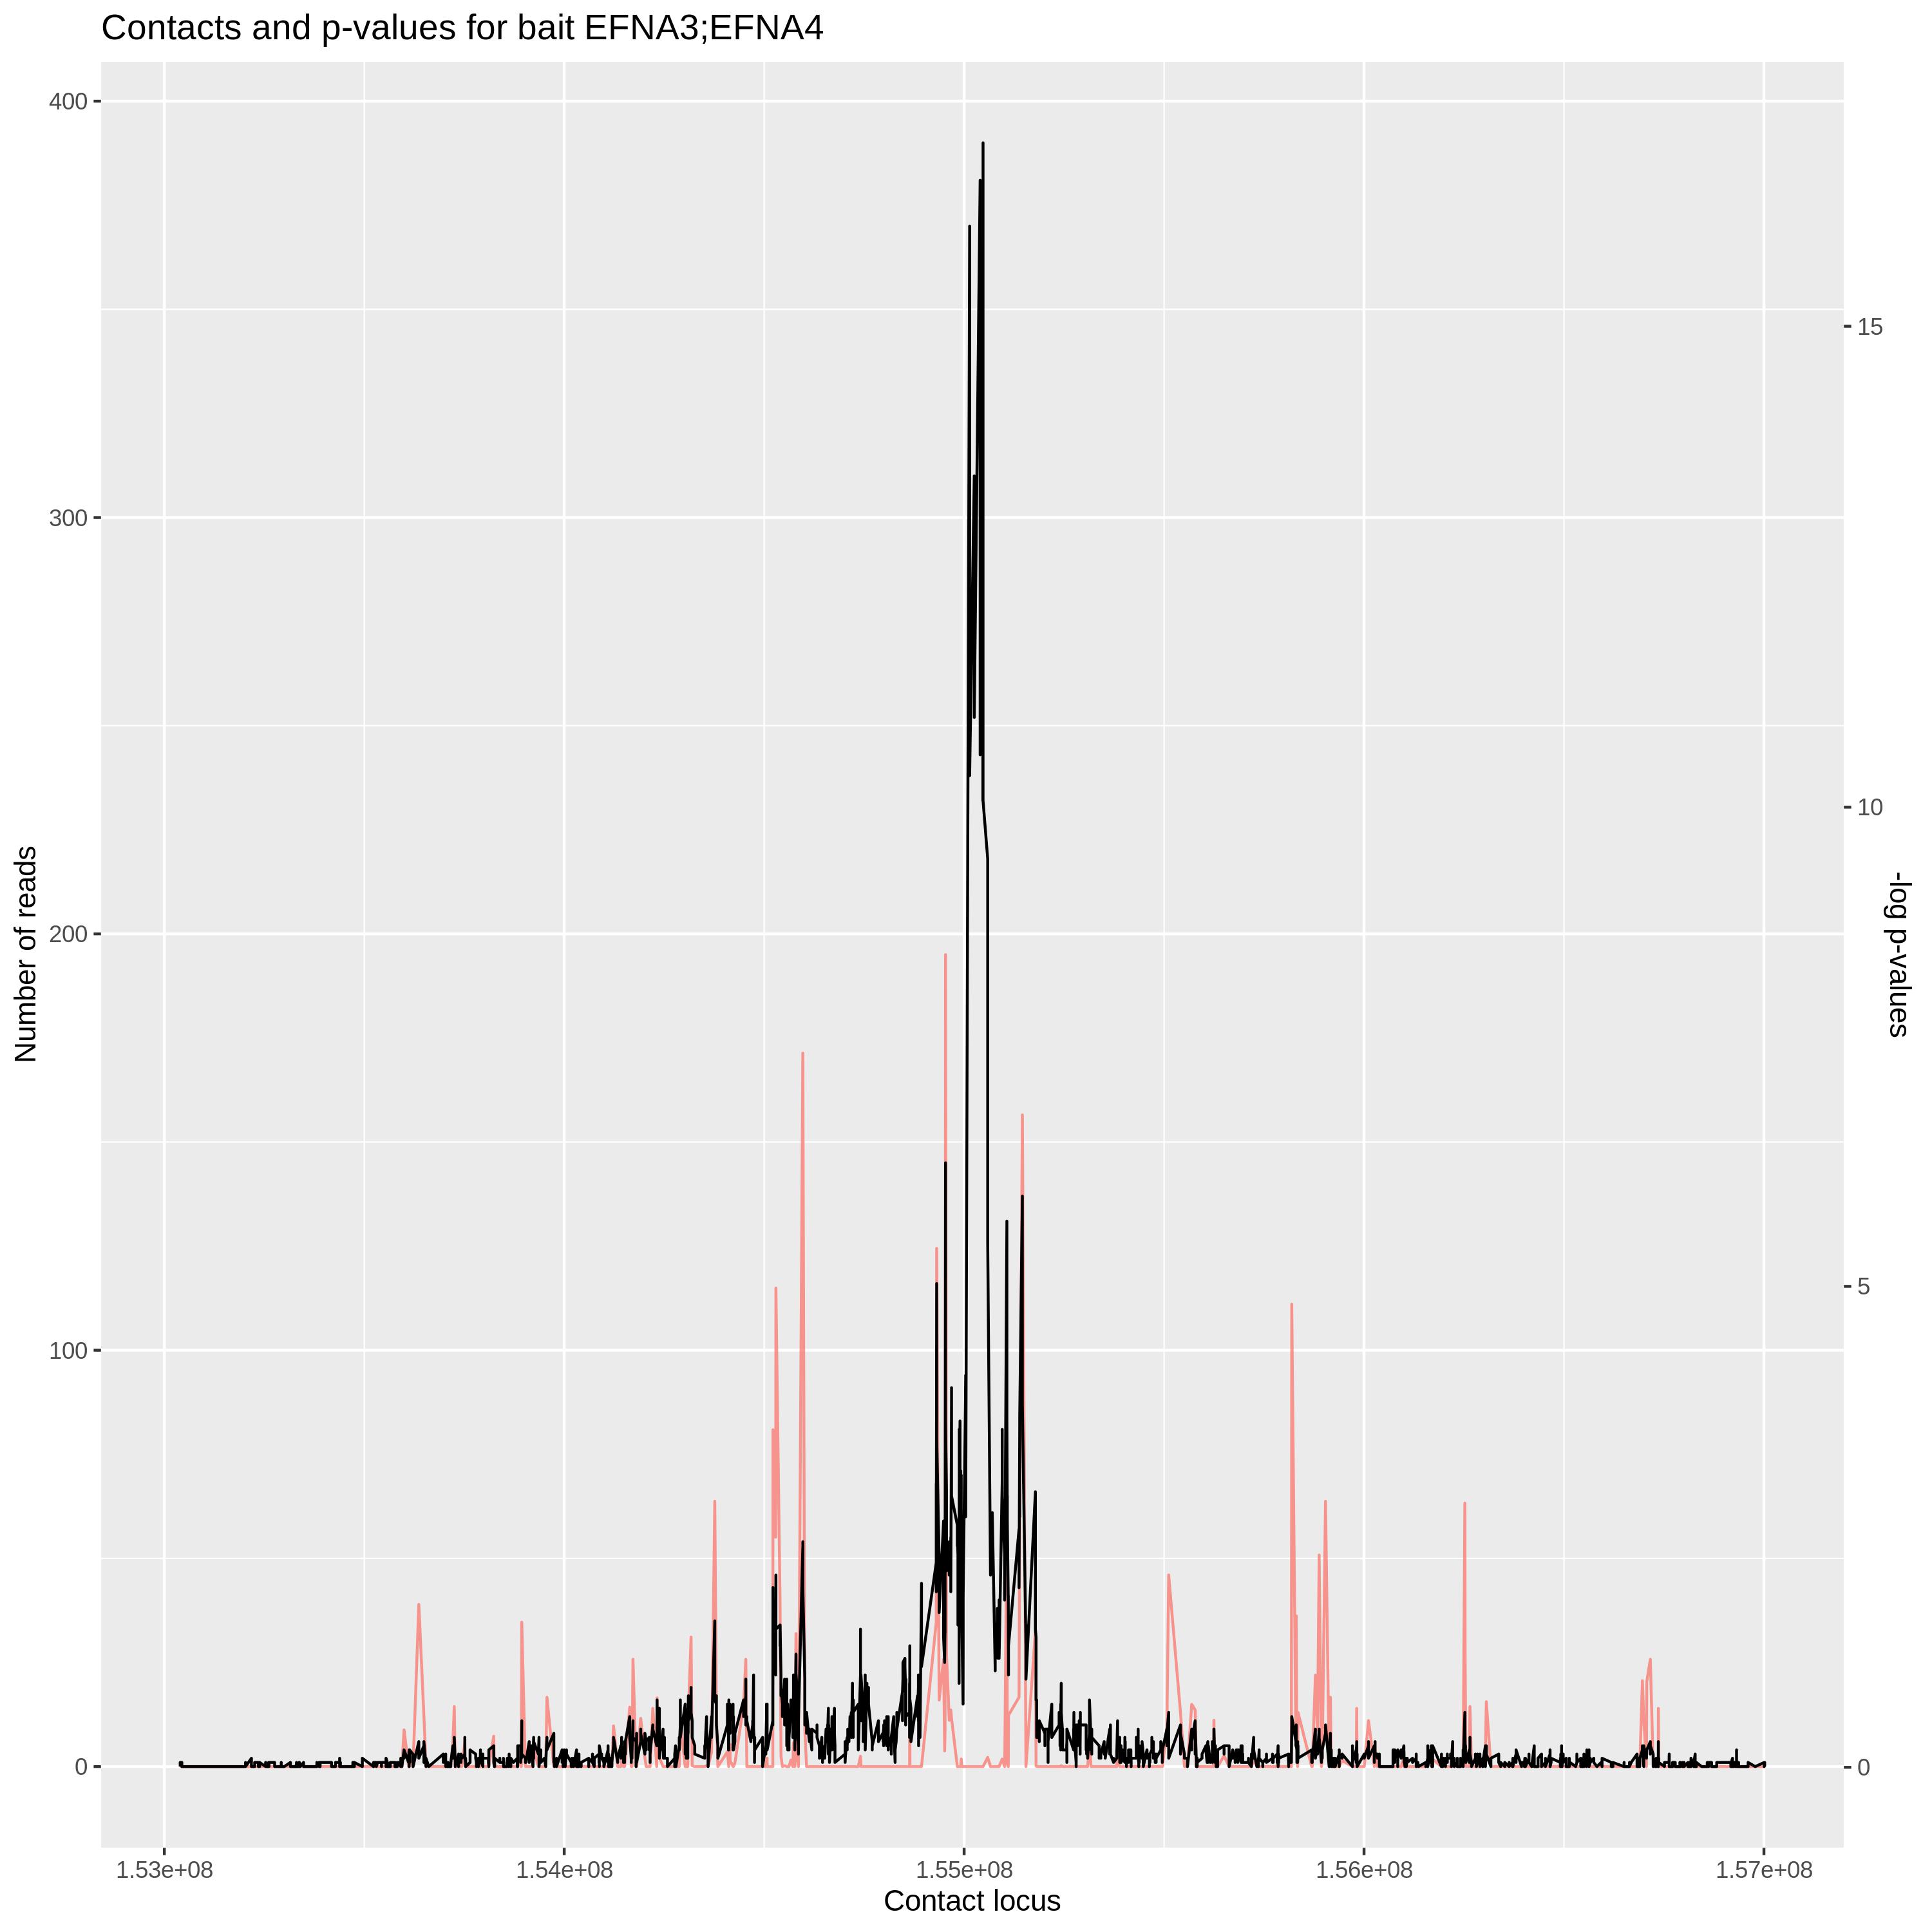 Contacts and p-values for bait EFNA3;EFNA4
400
300
200
100
0
Number of reads
15
10
5
0
-log p-values
1.53e+08
1.54e+08
1.55e+08
1.56e+08
1.57e+08
Contact locus